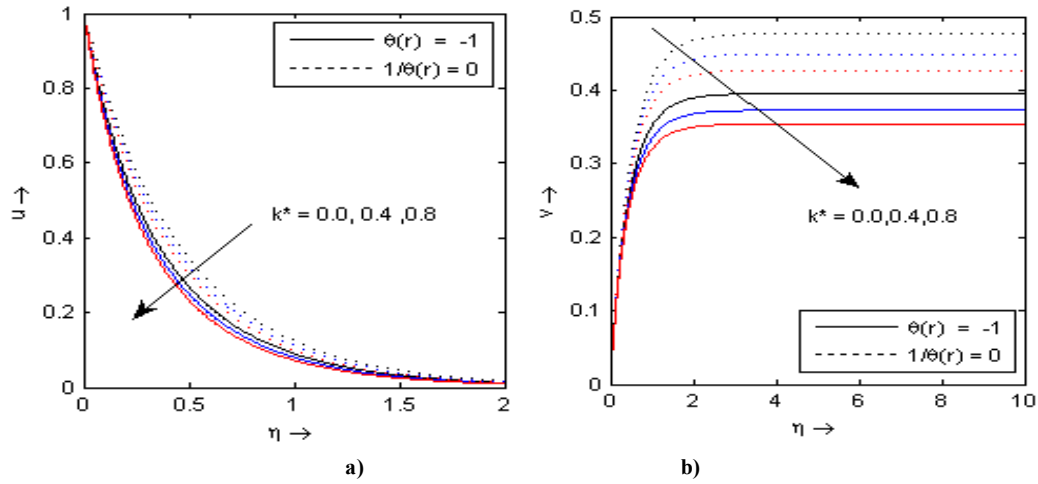 1
0.8
0.6
0.4
0.2
0
0
0.5
1
1.5
2
u →
η →
θ(r) = -1
1/θ(r) = 0
k* = 0.0, 0.4 ,0.8
a)
0.5
0.4
0.3
0.2
0.1
0
0
2
4
6
8
10
v →
η →
k* = 0.0,0.4,0.8
θ(r) = -1
1/θ(r) = 0
b)